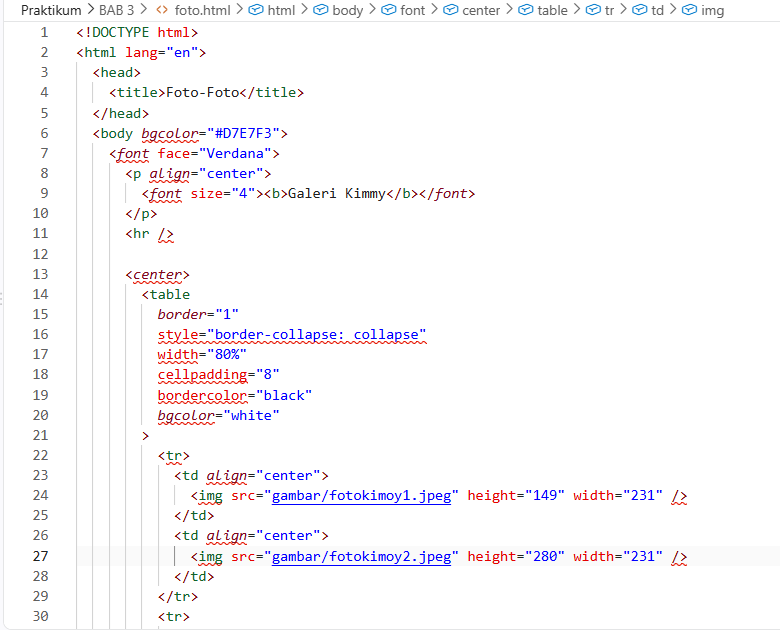 Praktikum > BAB 3 > <> foto.html > html > body > font > center > table > tr > td > img
1 <!DOCTYPE html>
2 <html lang="en">
3 <head>
4 <title>Foto-Foto</title>
5 </head>
6 <body bgcolor="#D7E7F3">
7 <font face="Verdana">
8 <p align="center">
9 <font size="4"><b>Galeri Kimmy</b></font>
10 </p>
11 <hr />
12
13 <center>
14 <table
15 border="1"
16 style="border-collapse: collapse"
17 width="80%"
18 cellpadding="8"
19 bordercolor="black"
20 bgcolor="white"
21 >
22 <tr>
23 <td align="center">
24 <img src="gambar/fotokimoy1.jpeg" height="149" width="231" />
25 </td>
26 <td align="center">
27 <img src="gambar/fotokimoy2.jpeg" height="280" width="231" />
28 </td>
29 </tr>
30 <tr>